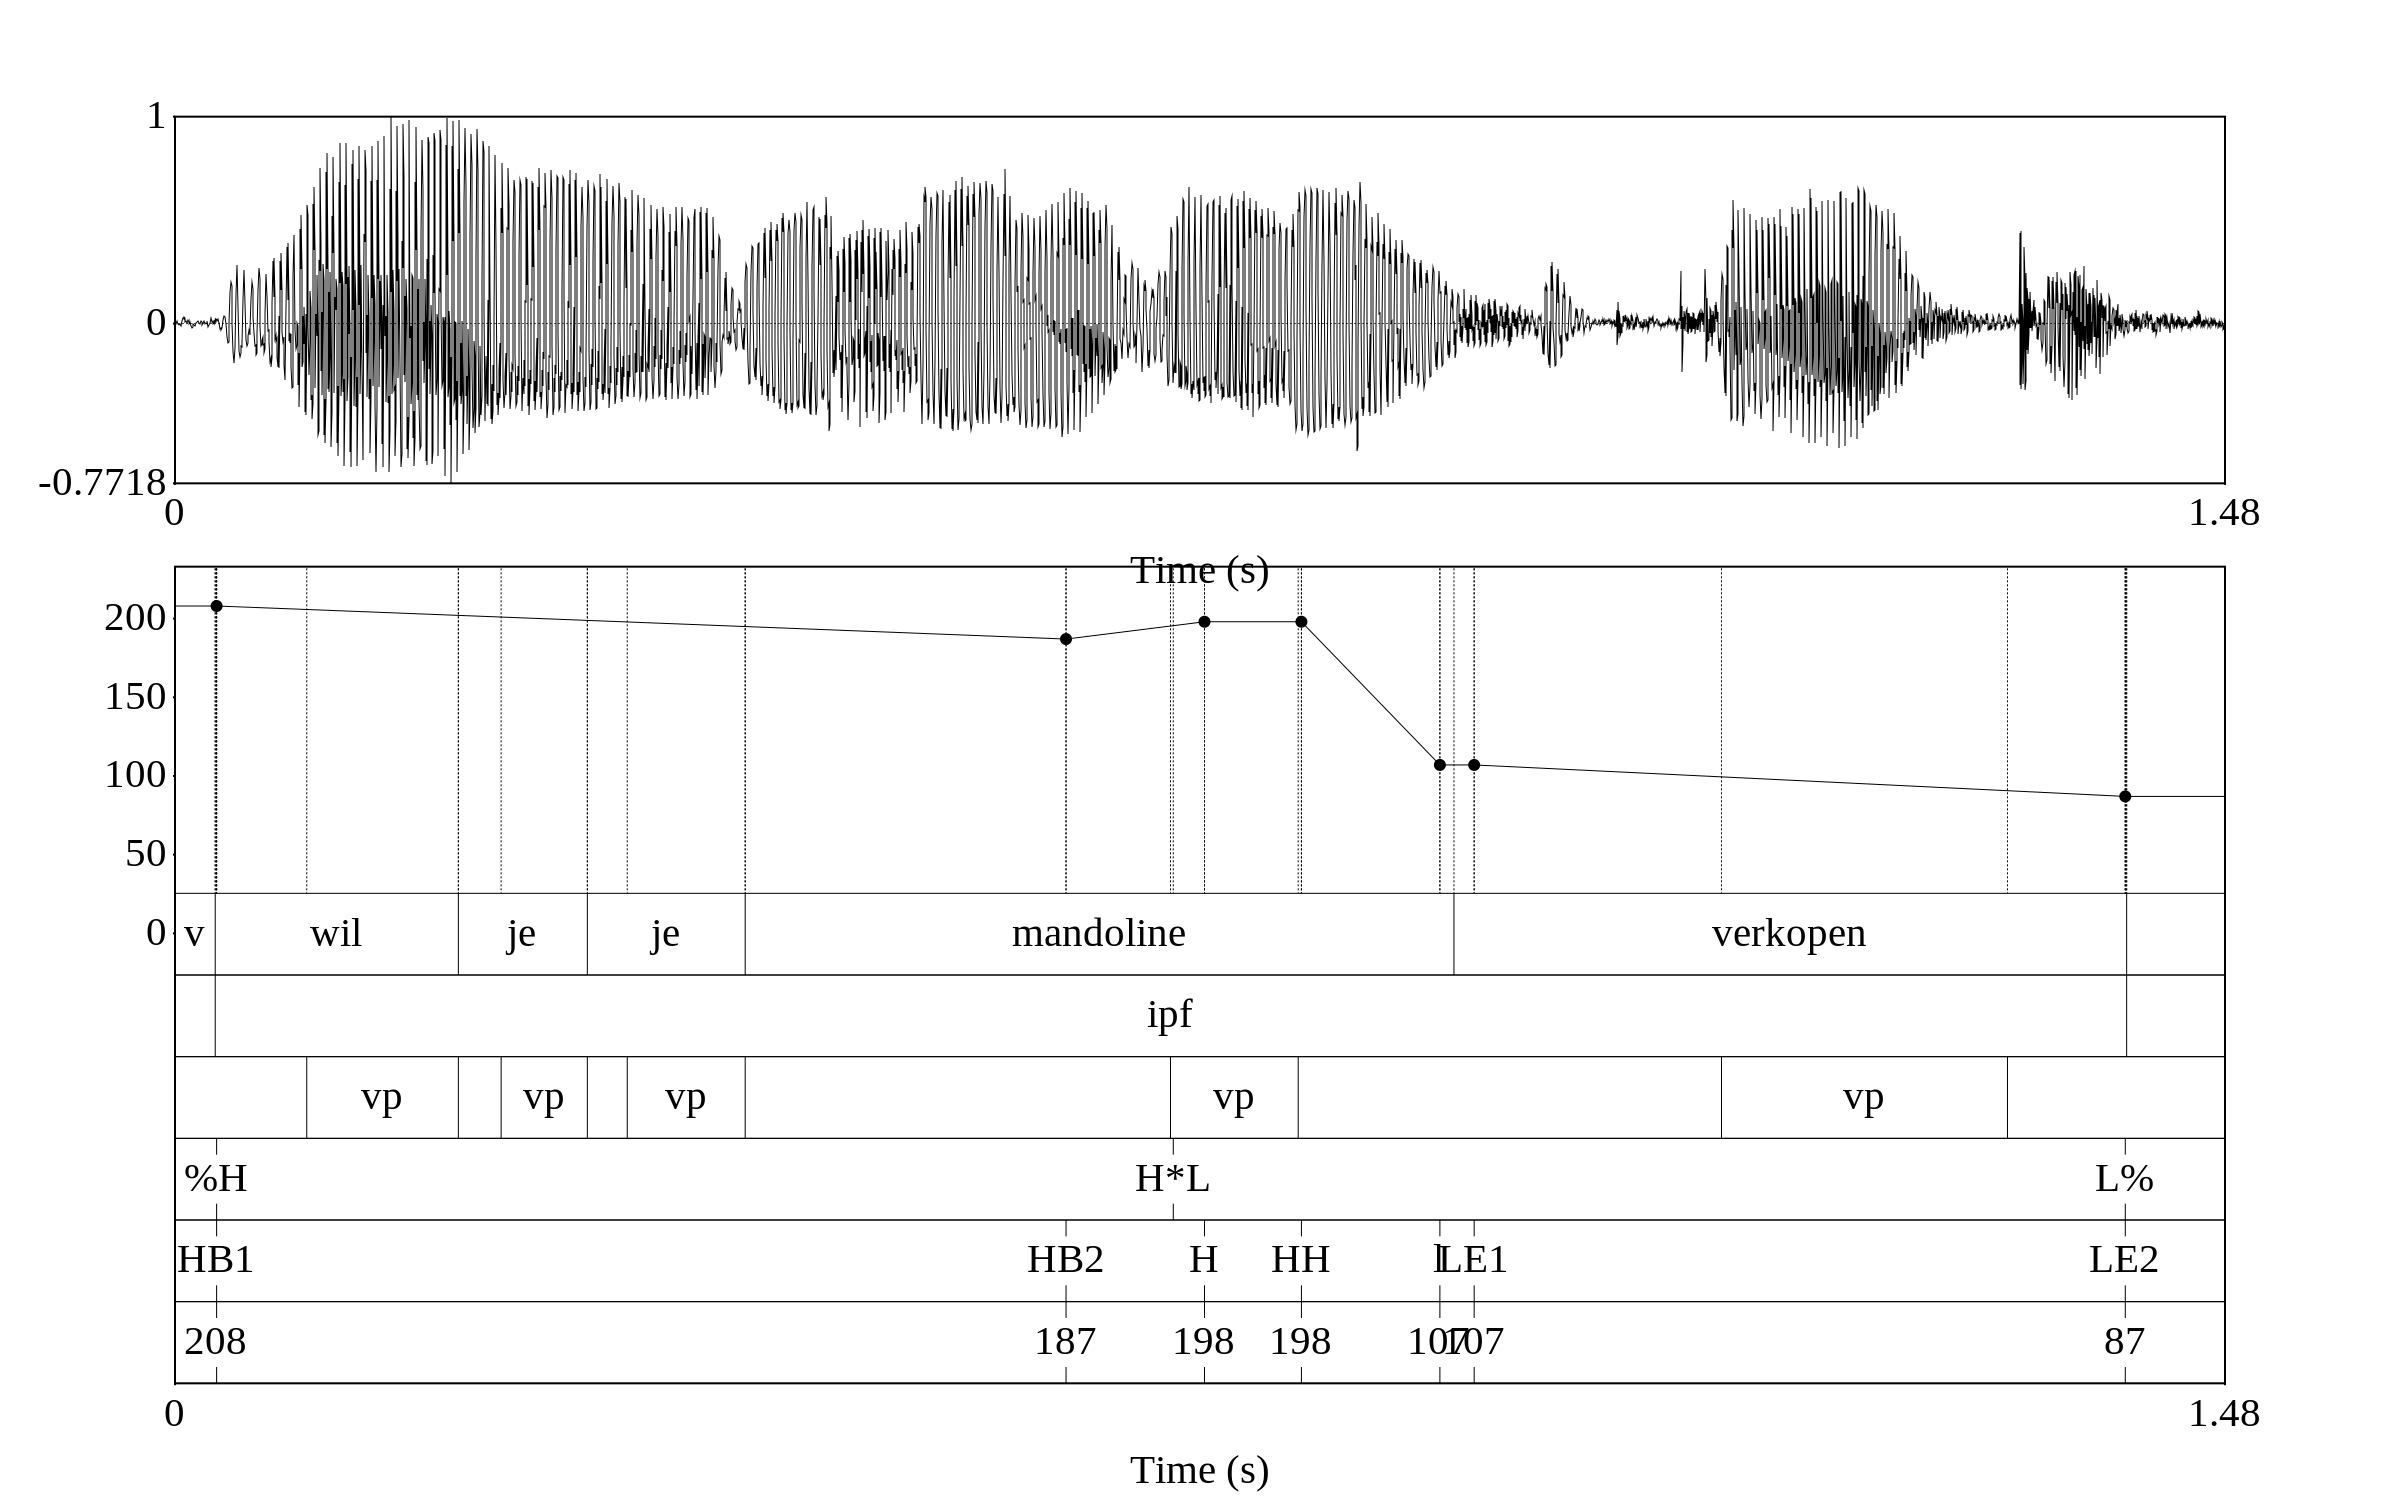 1
0
-0.7718
0 1.48
Time (s)
200
150
100
50
0
v wil je je mandoline verkopen
ipf
vp vp vp vp vp
%H H*L L%
HB1 HB2 H HH l LE1 LE2
208 187 198 198 107 107 87
0 1.48
Time (s)